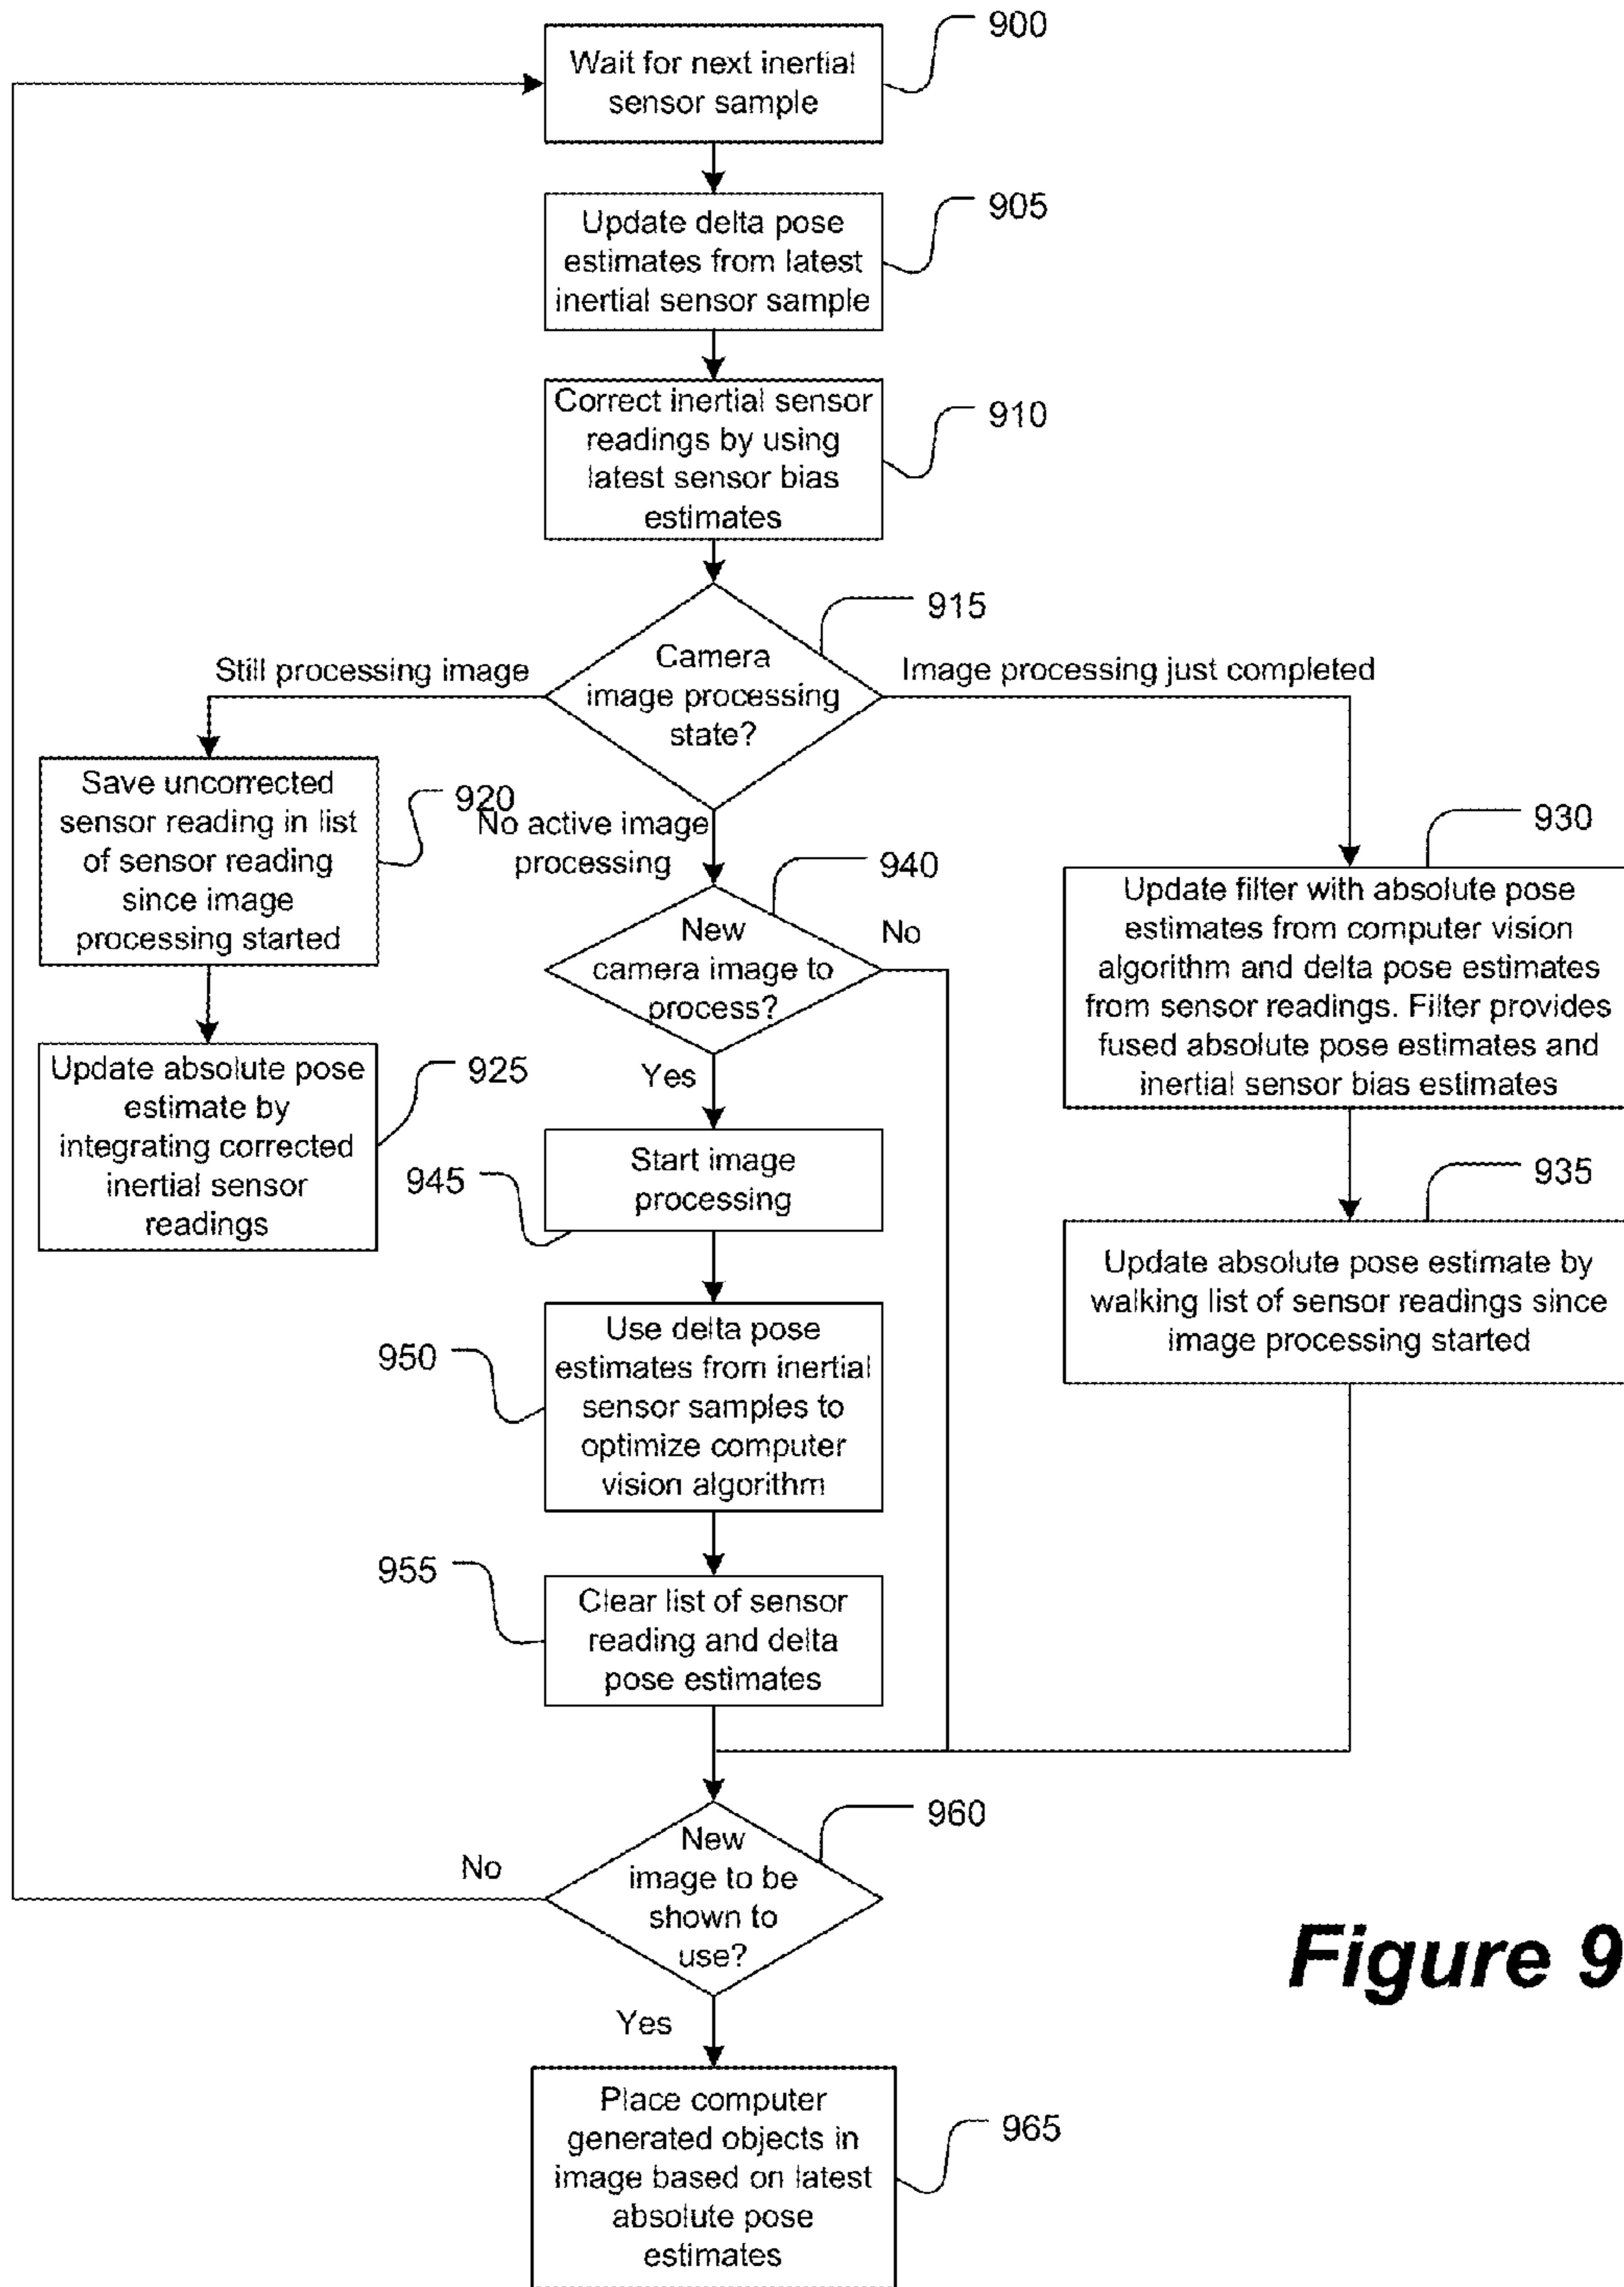 900
Wait for next inertial
sensor sample
905
Update delta pose
estimates from latest
inertial sensor sample
910
Correct inertial sensor
readings by using
latest sensor bias
estimates
915
Camera
image processing
state?
Still processing image
Image processing just completed
No active image
processing
920
Save uncorrected
sensor reading in list
of sensor reading
since image
processing started
925
Update absolute pose
estimate by
integrating corrected
inertial sensor
readings
930
Update filter with absolute pose
estimates from computer vision
algorithm and delta pose estimates
from sensor readings. Filter provides
fused absolute pose estimates and
inertial sensor bias estimates
935
Update absolute pose estimate by
walking list of sensor readings since
image processing started
940
New
camera image to
process?
No
Yes
945
Start image
processing
950
Use delta pose
estimates from inertial
sensor samples to
optimize computer
vision algorithm
955
Clear list of sensor
reading and delta
pose estimates
960
New
image to be
shown to
use?
No
Yes
965
Place computer
generated objects in
image based on latest
absolute pose
estimates
Figure 9